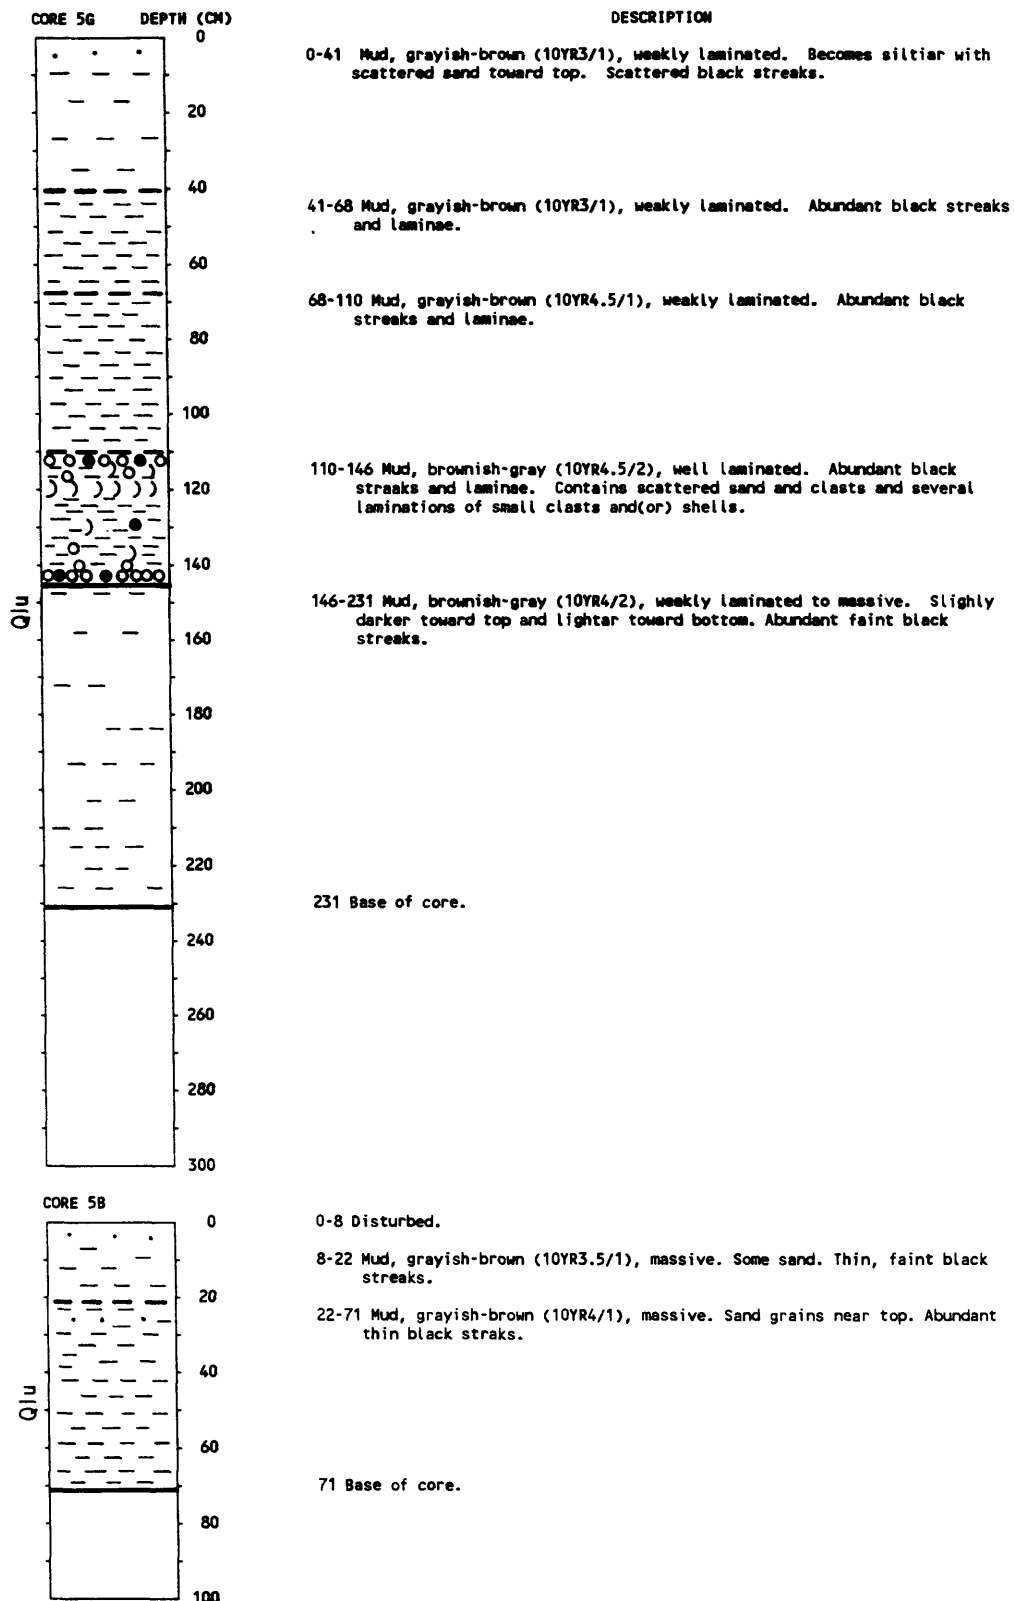 CORE 5G DEPTH (CM) DESCRIPTION
0
0-41 Mud, grayish-brown (10YR3/1), weakly laminated. Becomes siltiar with
scattered sand toward top. Scattered black streaks.
20
40
41-68 Mud, grayish-brown (10YR3/1), weakly laminated. Abundant black streaks
and laminae.
60
68-110 Mud, grayish-brown (10YR4.5/1), weakly laminated. Abundant black
streaks and laminae.
80
100
110-146 Mud, brownish-gray (10YR4.5/2), well laminated. Abundant black
straaks and laminae. Contains scattered sand and clasts and several
laminations of small clasts and(or) shells.
120
140
Qlu
146-231 Mud, brownish-gray (10YR4/2), weakly laminated to massive. Slighly
darker toward top and lightar toward bottom. Abundant faint black
streaks.
160
180
200
220
231 Base of core.
240
260
280
300
CORE 5B
0
0-8 Disturbed.
8-22 Mud, grayish-brown (10YR3.5/1), massive. Some sand. Thin, faint black
streaks.
20
22-71 Mud, grayish-brown (10YR4/1), massive. Sand grains near top. Abundant
thin black straks.
40
Qlu
60
71 Base of core.
80
100